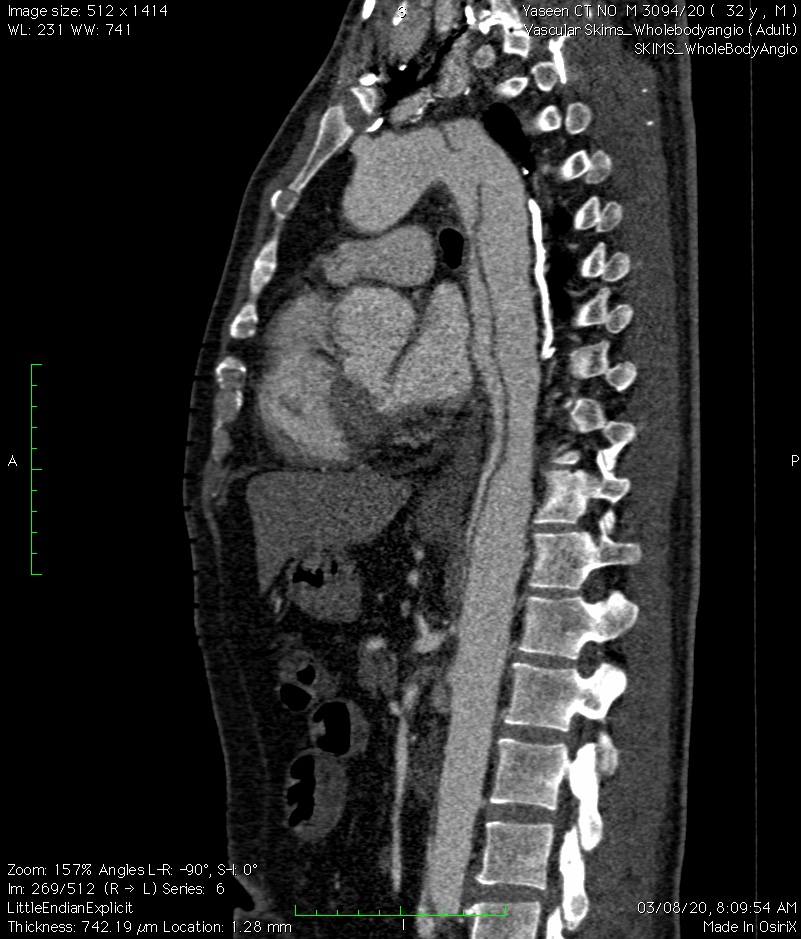 Image size: 512 x 1414
WL: 231 WW: 741
Yaseen CT NO M 3094/20 ( 32 y , M )
Vascular Skims_Wholebodyangio (Adult)
SKIMS_WholeBodyAngio
A
P
Zoom: 157% Angles L-R: -90°, S-I: 0°
Im: 269/512 (R -> L) Series: 6
LittleEndianExplicit
Thickness: 742.19 µm Location: 1.28 mm
I
03/08/20, 8:09:54 AM
Made In OsiriX